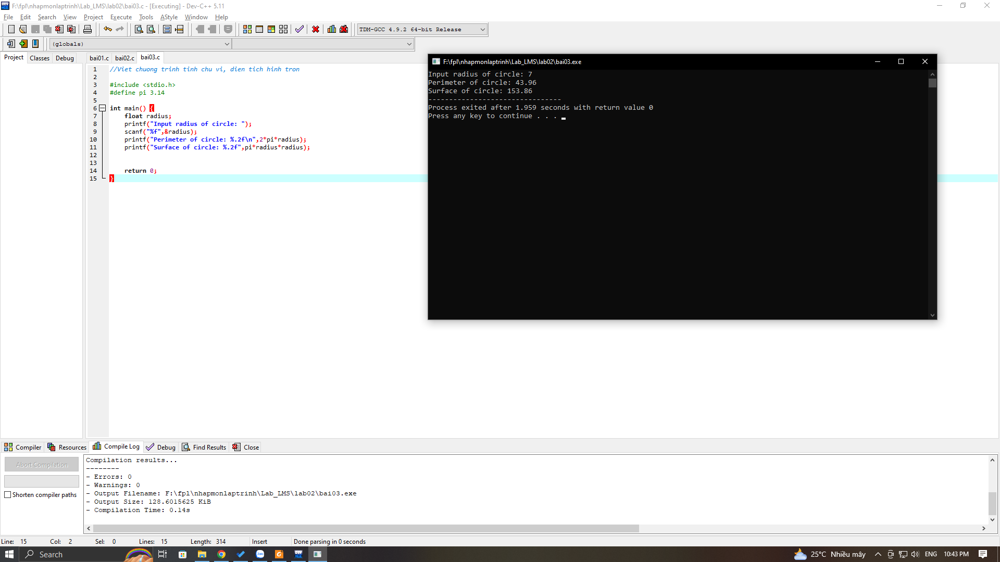 F:\fpl\nhapmonlaptrinh\Lab_LMS\lab02\bai03.c - [Executing] - Dev-C++ 5.11
File Edit Search View Project Execute Tools AStyle Window Help
TDM-GCC 4.9.2 64-bit Release
(globals)
Project Classes Debug
bai01.c bai02.c bai03.c
1 //Viet chuong trinh tinh chu vi, dien tich hinh tron
2
3 #include <stdio.h>
4 #define pi 3.14
5
6 int main() {
7 float radius;
8 printf("Input radius of circle: ");
9 scanf("%f",&radius);
10 printf("Perimeter of circle: %.2f\n",2*pi*radius);
11 printf("Surface of circle: %.2f",pi*radius*radius);
12
13
14 return 0;
15 }
F:\fpl\nhapmonlaptrinh\Lab_LMS\lab02\bai03.exe
Input radius of circle: 7
Perimeter of circle: 43.96
Surface of circle: 153.86
--------------------------------
Process exited after 1.959 seconds with return value 0
Press any key to continue . . .
Compiler Resources Compile Log Debug Find Results Close
Abort Compilation
Shorten compiler paths
Compilation results...
--------
- Errors: 0
- Warnings: 0
- Output Filename: F:\fpl\nhapmonlaptrinh\Lab_LMS\lab02\bai03.exe
- Output Size: 128.6015625 KiB
- Compilation Time: 0.14s
Line: 15 Col: 2 Sel: 0 Lines: 15 Length: 314 Insert Done parsing in 0 seconds
Search
Zalo
DEV
25°C Nhiều mây
ENG
10:43 PM